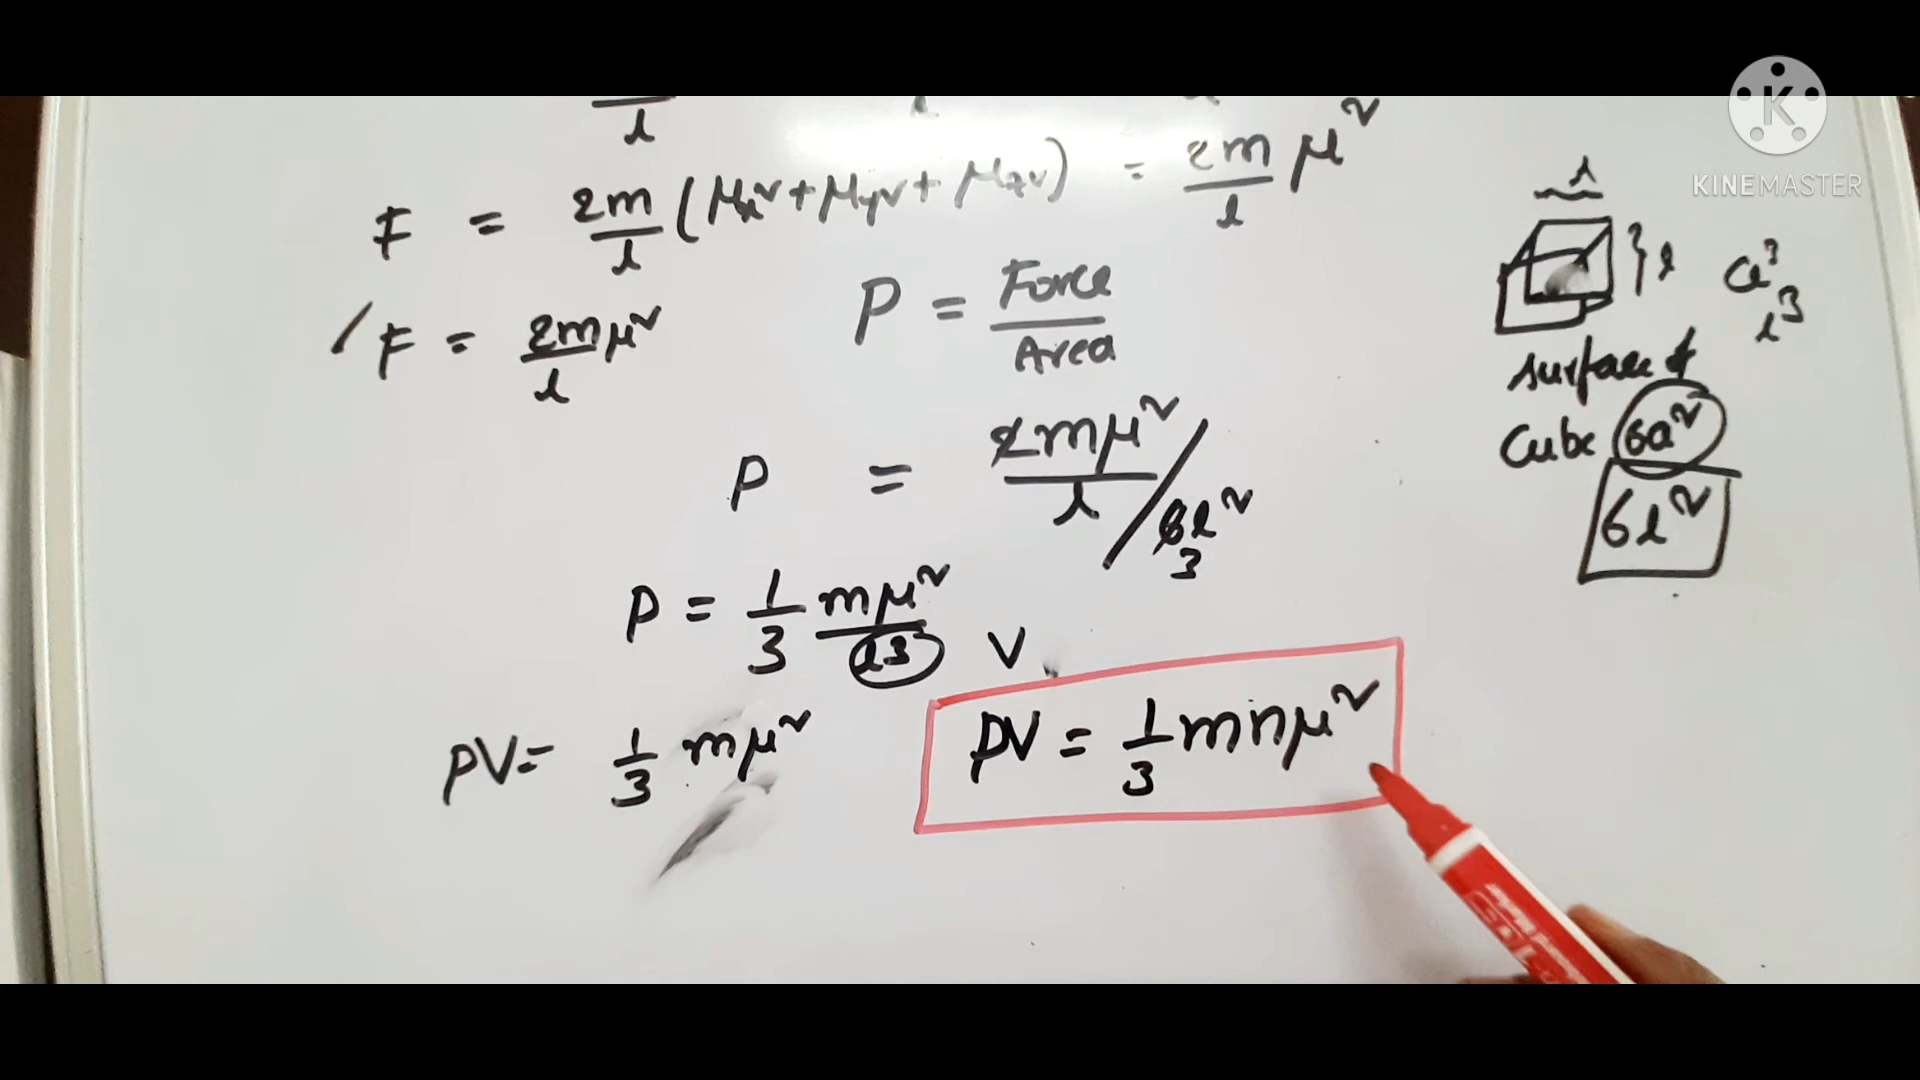 K
KINEMASTER
l
F = 2m/l (μx² + μy² + μz²) = 2m/l μ²
F = 2mμ²/l
P = Force/Area
P = 2mμ²/l / 6l² 3
P = 1/3 mμ²/l3 V
PV = 1/3 mμ²
PV = 1/3 mnμ²
l
l
a³
l³
surface of
Cube 6a²
6l²